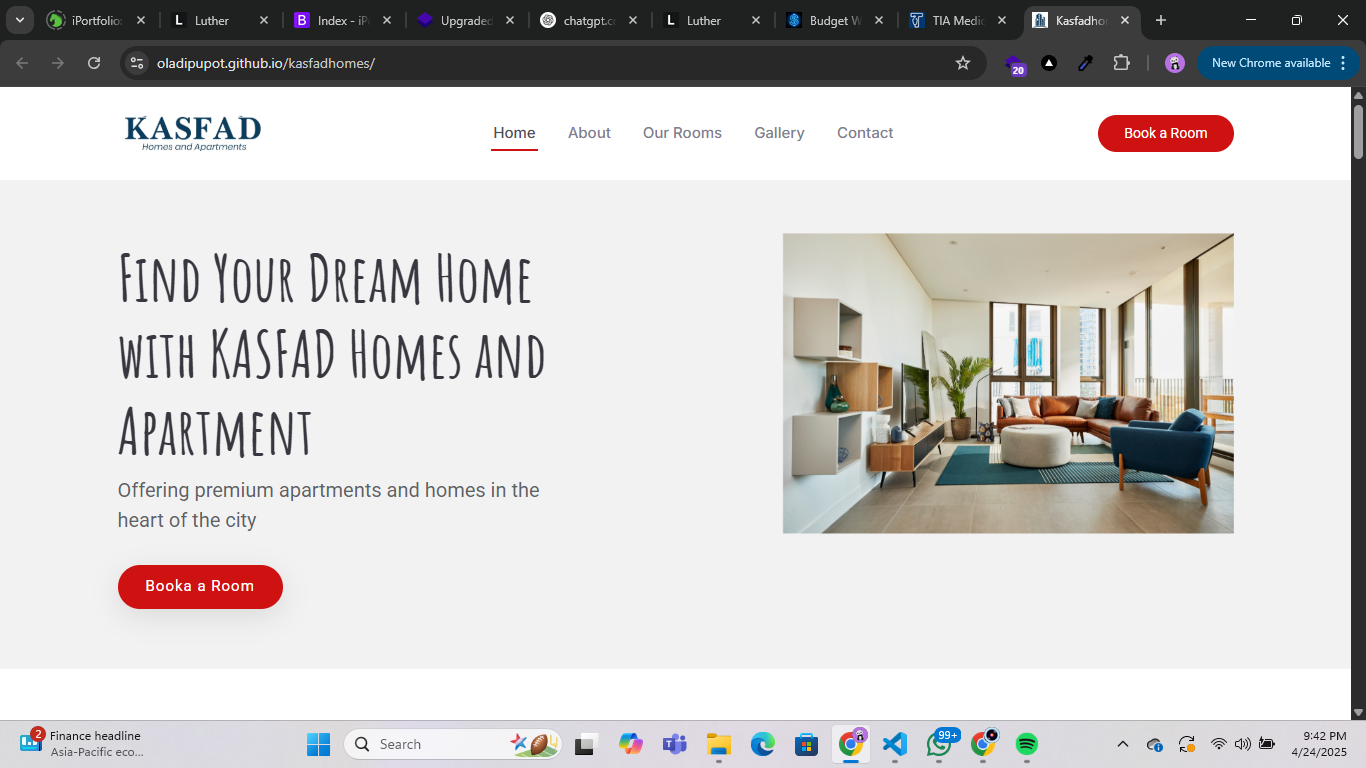 iPortfolio
Luther
Index - iPo
Upgraded
chatgpt.co
Luther
Budget W
TIA Medic
Kasfadhor
oladipupot.github.io/kasfadhomes/
20
New Chrome available
KASFAD
Homes and Apartments
Home
About
Our Rooms
Gallery
Contact
Book a Room
Find Your Dream Home
with KASFAD Homes and
Apartment
Offering premium apartments and homes in the
heart of the city
Booka a Room
2
Finance headline
Asia-Pacific eco...
Search
99+
9:42 PM
4/24/2025